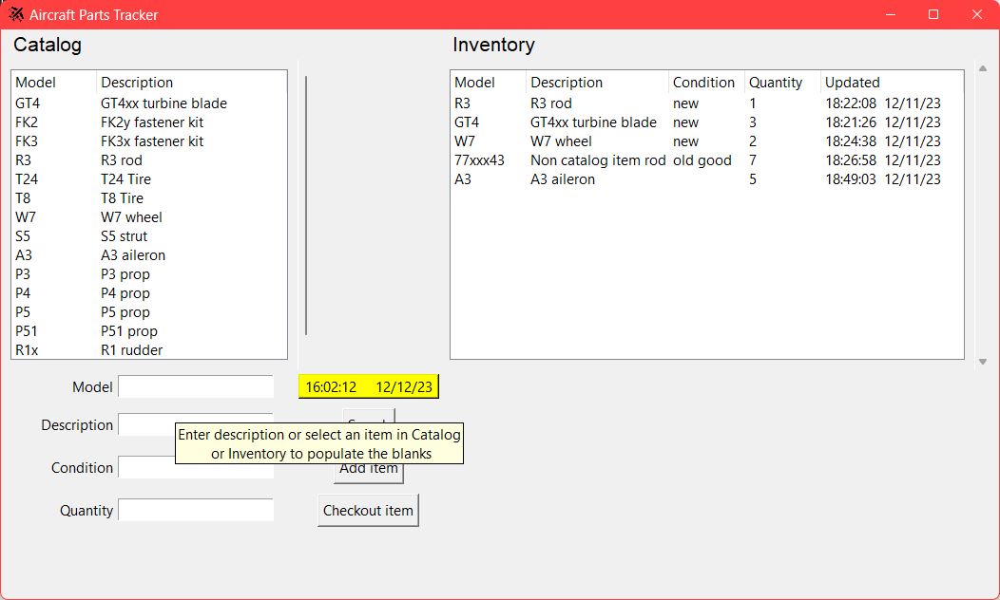 Aircraft Parts Tracker
Catalog
Inventory
Model Description
GT4 GT4xx turbine blade
FK2 FK2y fastener kit
FK3 FK3x fastener kit
R3 R3 rod
T24 T24 Tire
T8 T8 Tire
W7 W7 wheel
S5 S5 strut
A3 A3 aileron
P3 P3 prop
P4 P4 prop
P5 P5 prop
P51 P51 prop
R1x R1 rudder
Model Description Condition Quantity Updated
R3 R3 rod new 1 18:22:08 12/11/23
GT4 GT4xx turbine blade new 3 18:21:26 12/11/23
W7 W7 wheel new 2 18:24:38 12/11/23
77xxx43 Non catalog item rod old good 7 18:26:58 12/11/23
A3 A3 aileron 5 18:49:03 12/11/23
Model
16:02:12 12/12/23
Description
Enter description or select an item in Catalog
or Inventory to populate the blanks
Condition
Add item
Quantity
Checkout item